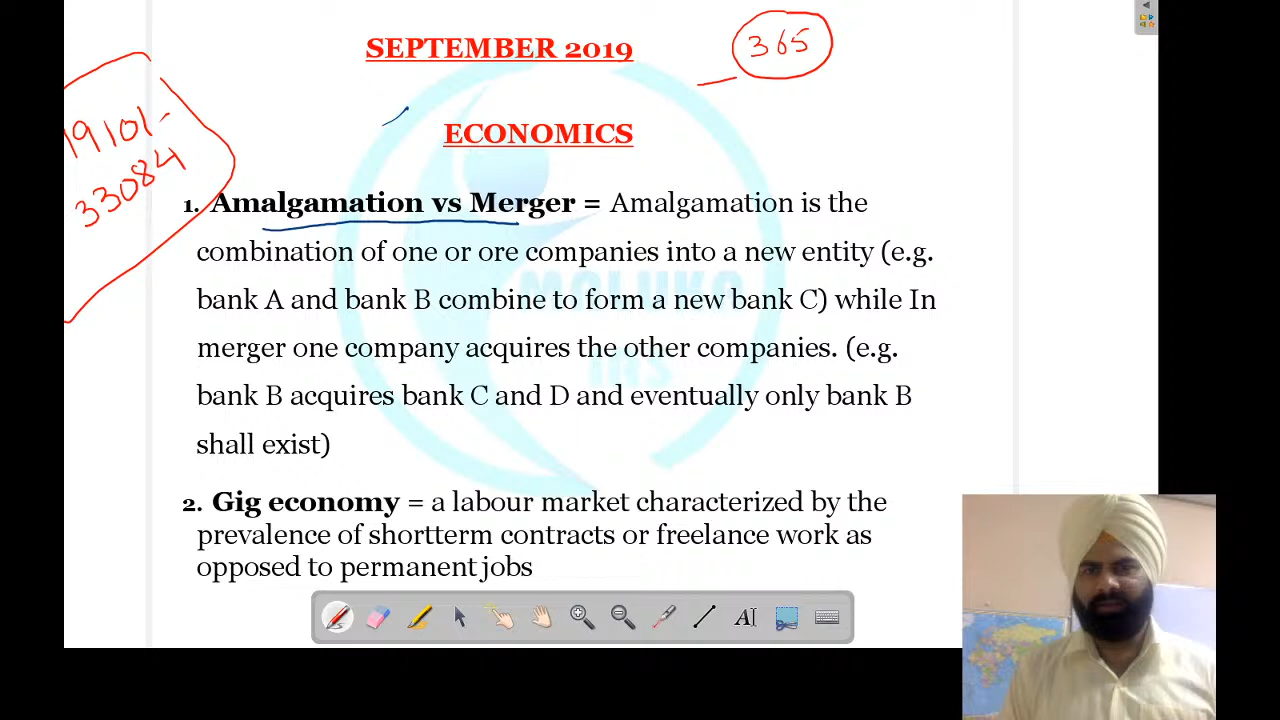 SEPTEMBER 2019
365
19101-
33084
ECONOMICS
1. Amalgamation vs Merger = Amalgamation is the
combination of one or ore companies into a new entity (e.g.
bank A and bank B combine to form a new bank C) while In
merger one company acquires the other companies. (e.g.
bank B acquires bank C and D and eventually only bank B
shall exist)
2. Gig economy = a labour market characterized by the
prevalence of shortterm contracts or freelance work as
opposed to permanent jobs
A